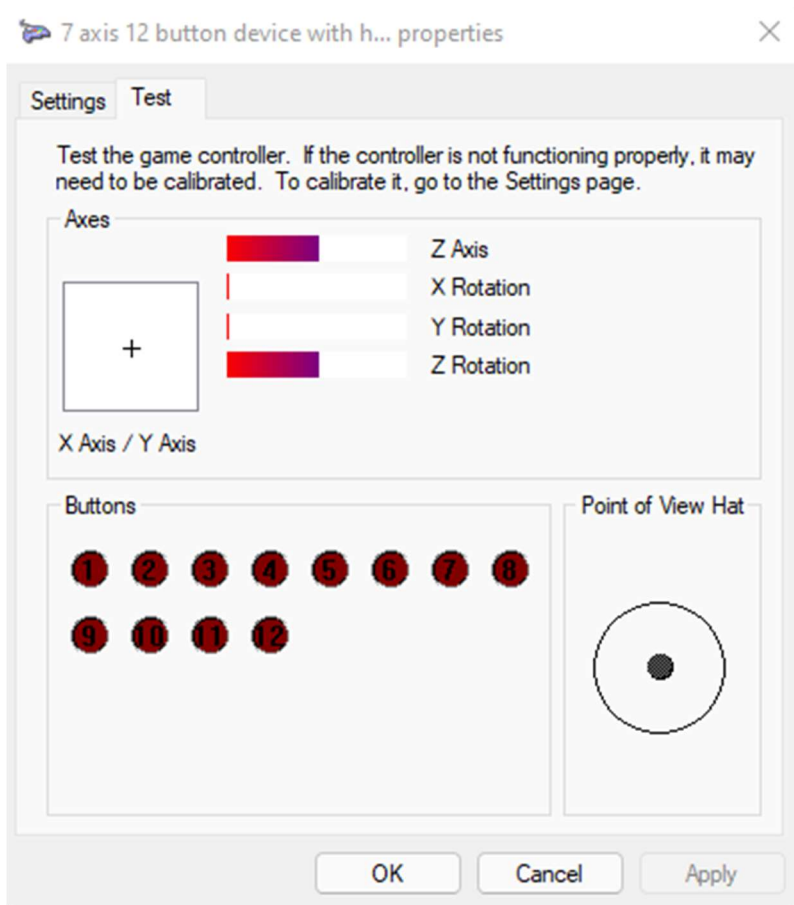 7 axis 12 button device with h... properties
Settings Test
Test the game controller. If the controller is not functioning properly, it may
need to be calibrated. To calibrate it, go to the Settings page.
Axes
Z Axis
X Rotation
Y Rotation
Z Rotation
X Axis / Y Axis
Buttons
1 2 3 4 5 6 7 8
9 10 11 12
Point of View Hat
OK Cancel Apply